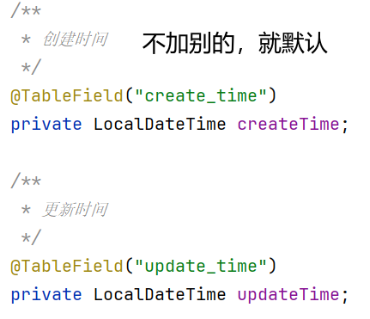 /**
 * 创建时间 不加别的，就默认
 */
@TableField("create_time")
private LocalDateTime createTime;
/**
 * 更新时间
 */
@TableField("update_time")
private LocalDateTime updateTime;